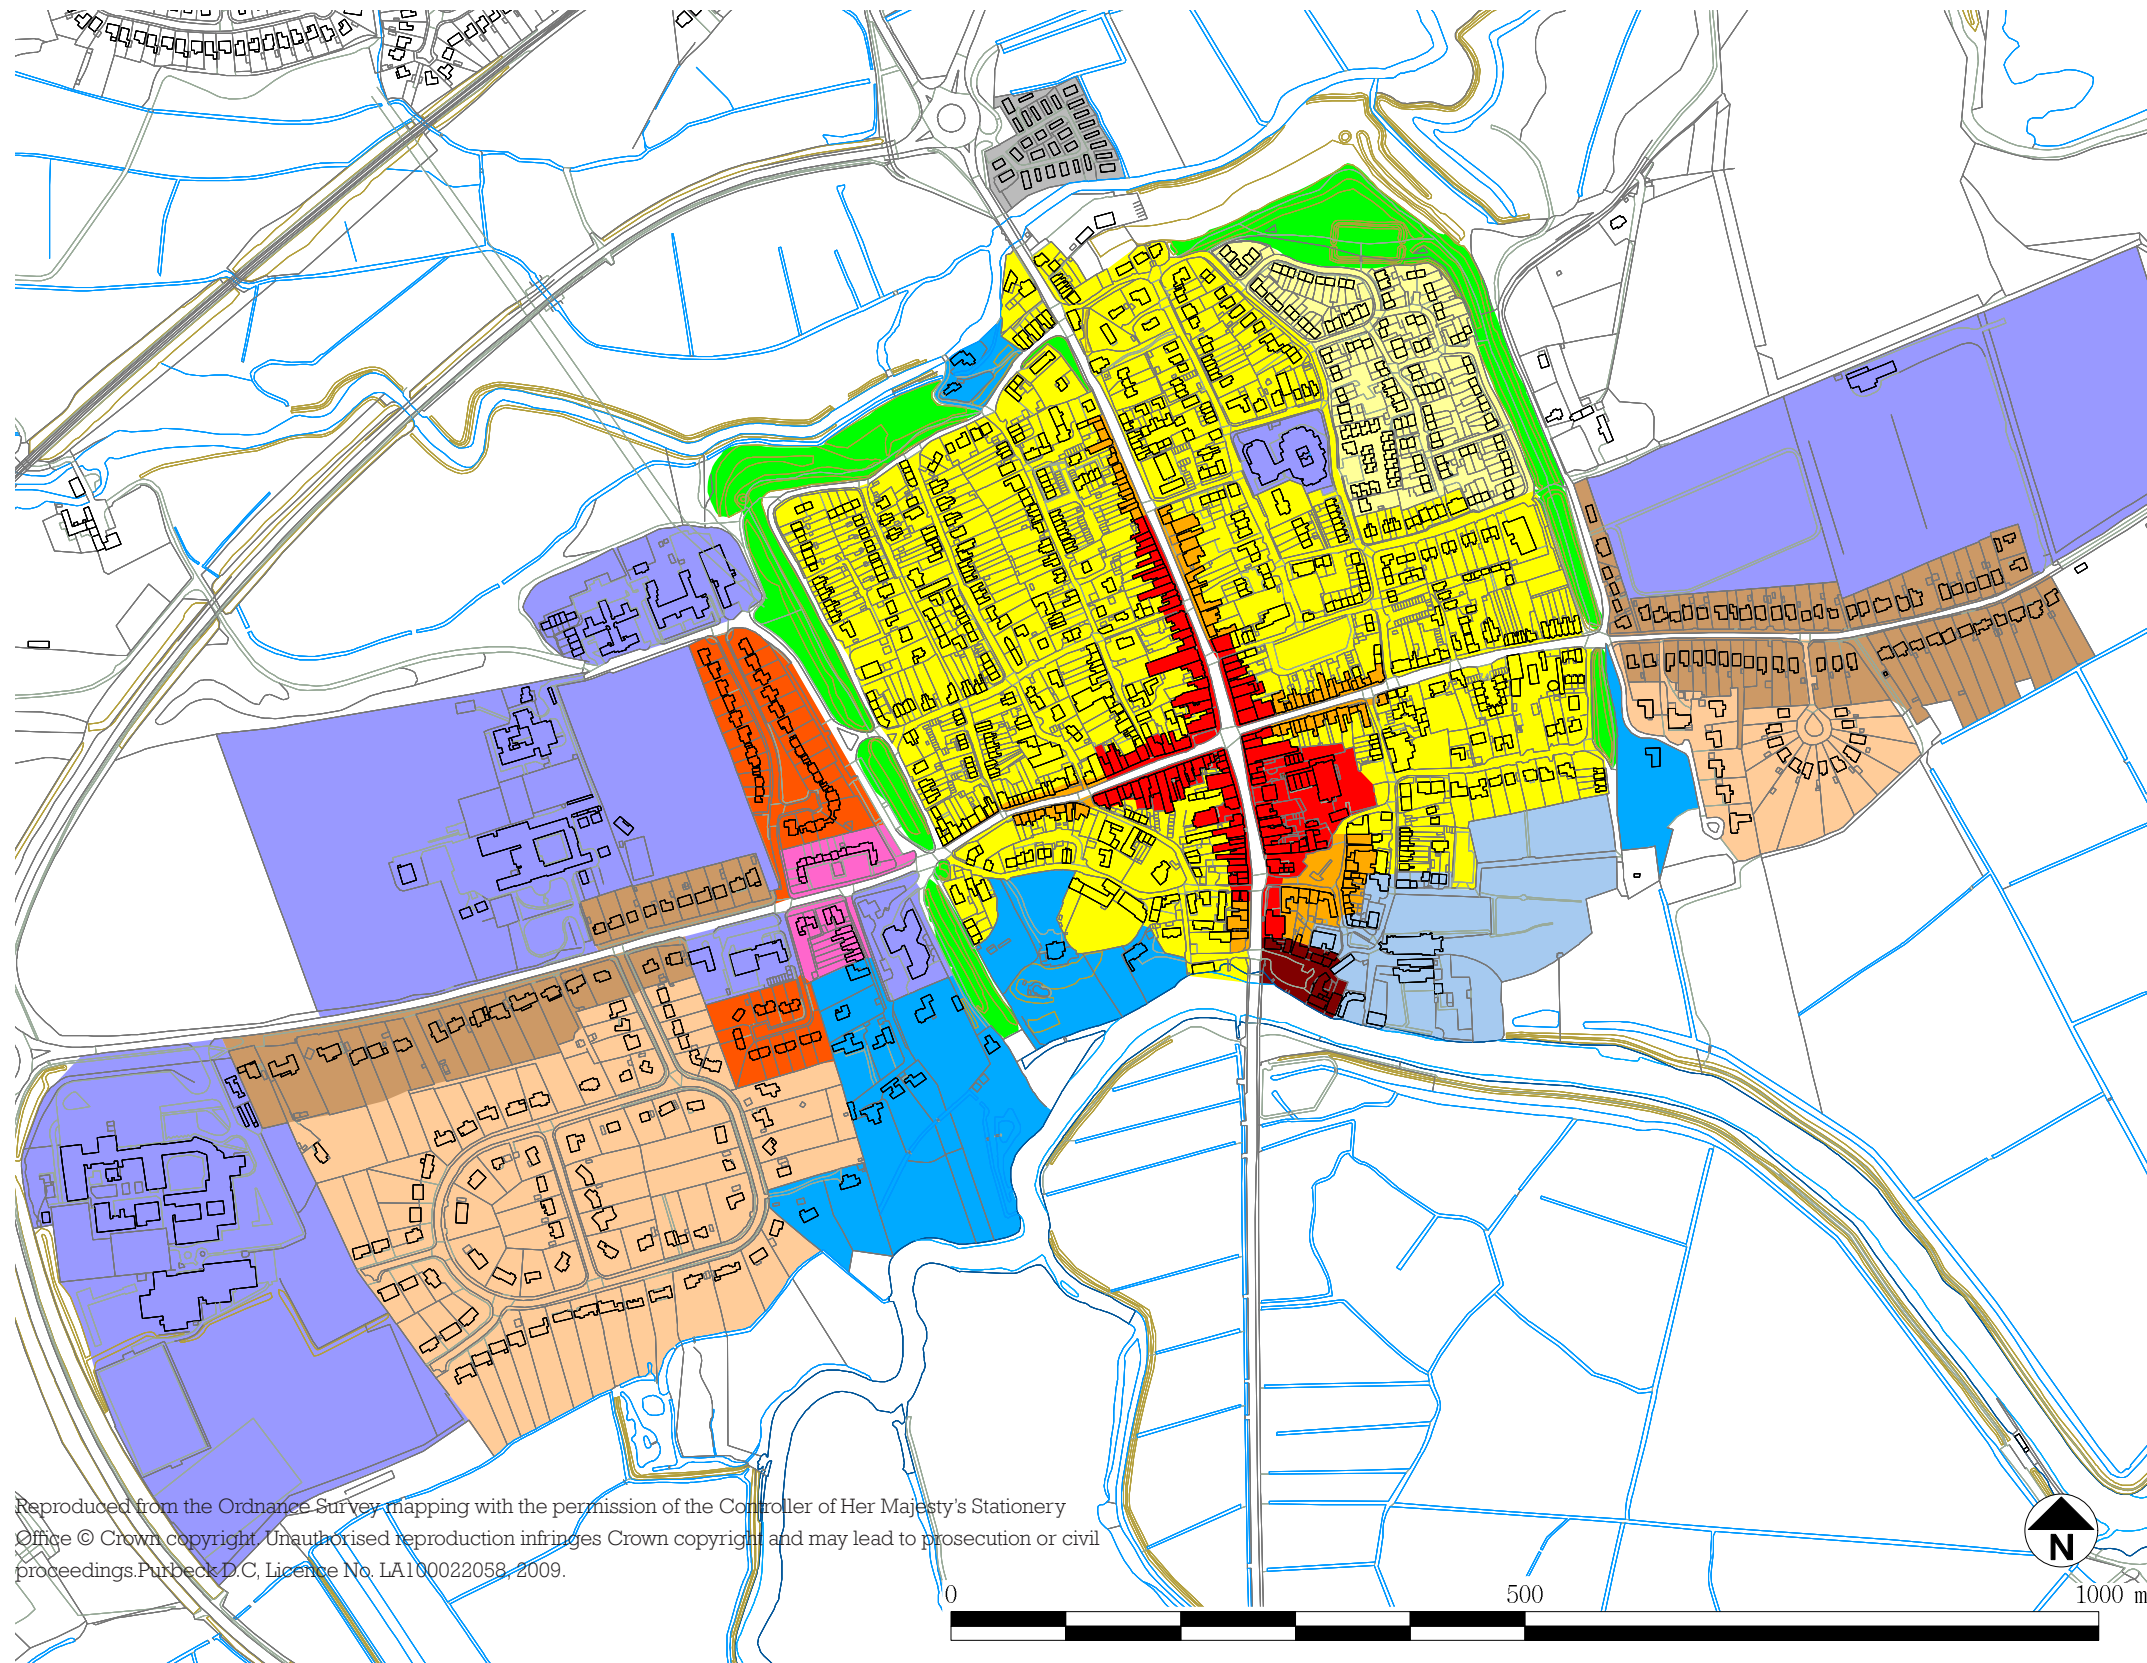 Reproduced from the Ordnance Survey mapping with the permission of the Controller of Her Majesty's Stationery
Office © Crown copyright. Unauthorised reproduction infringes Crown copyright and may lead to prosecution or civil
proceedings.Purbeck D.C, Licence No. LA100022058, 2009.
N
0 500 1000 m